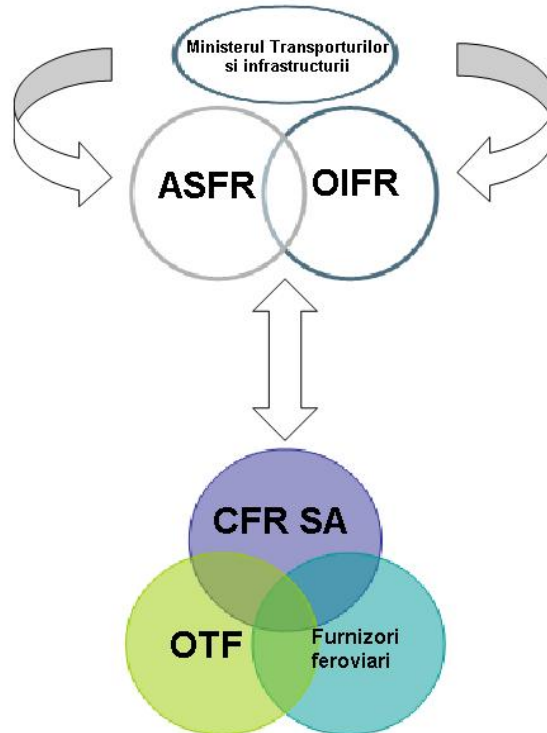 Ministerul Transporturilor
si infrastructurii
ASFR
OIFR
CFR SA
OTF
Furnizori
feroviari